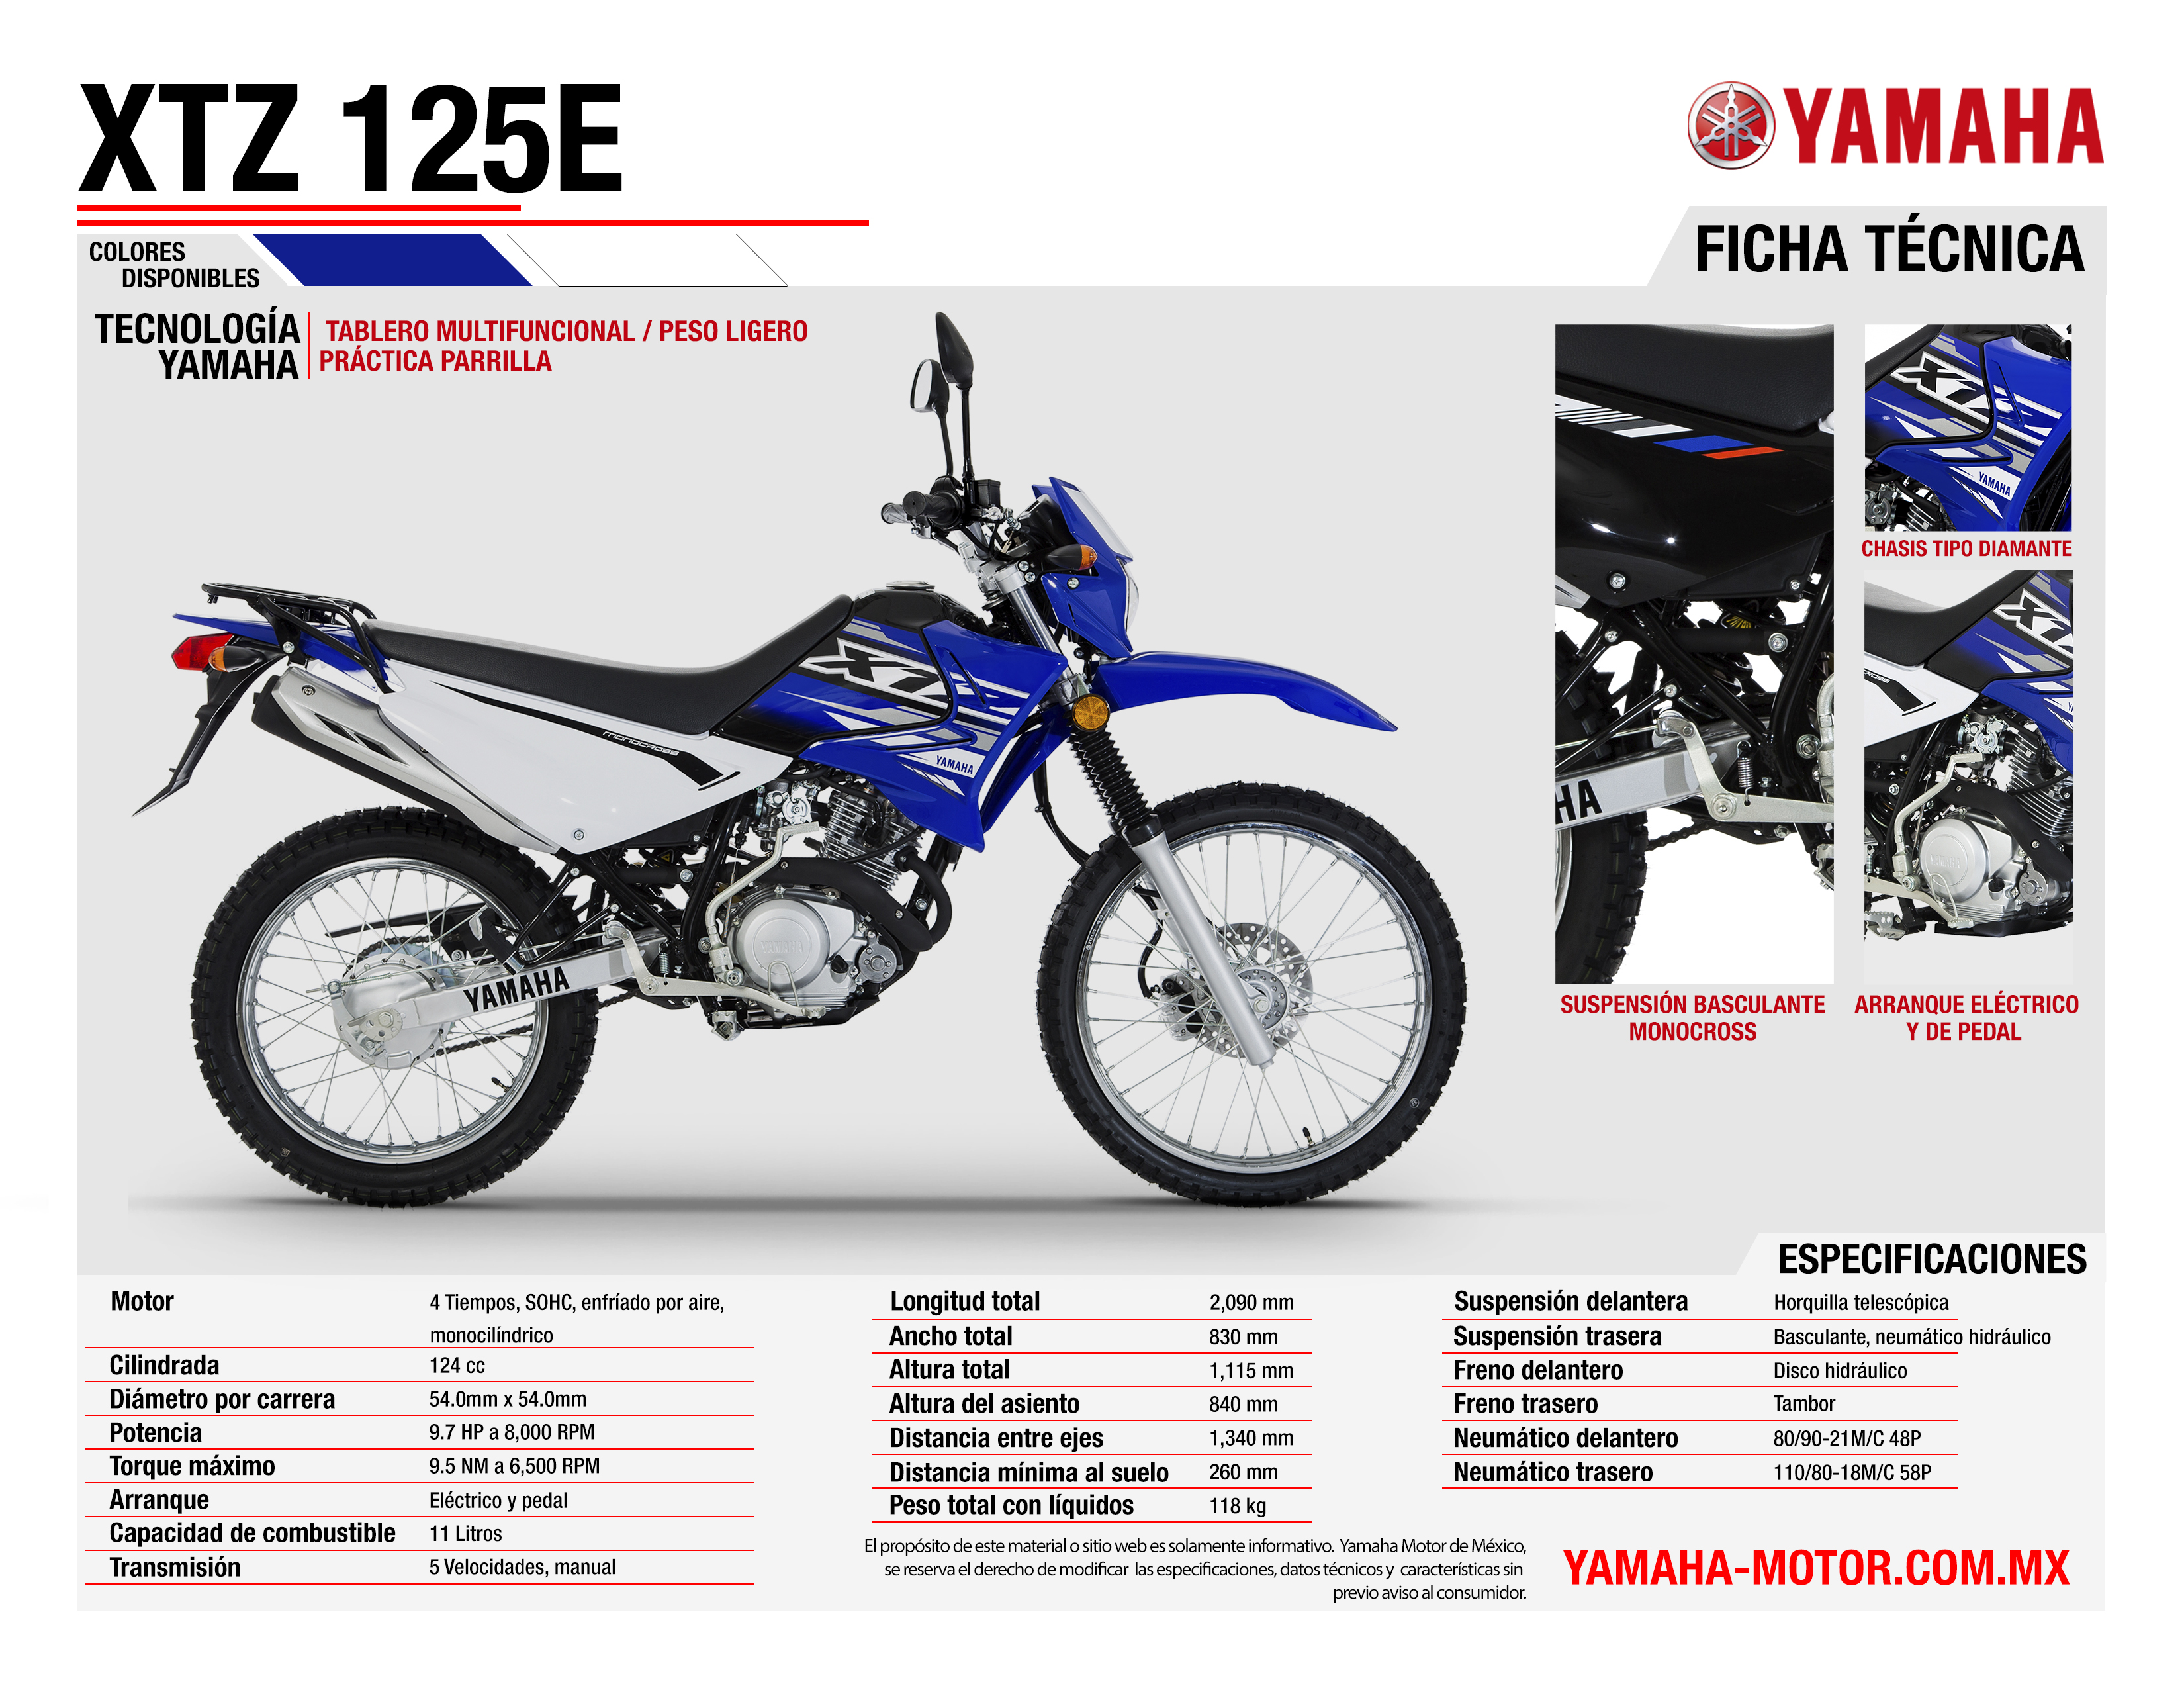 XTZ 125E
YAMAHA
COLORES
DISPONIBLES
FICHA TÉCNICA
TECNOLOGÍA
YAMAHA
TABLERO MULTIFUNCIONAL / PESO LIGERO
PRÁCTICA PARRILLA
XTZ
MONOCROSS
YAMAHA
YAMAHA
YAMAHA
YAMAHA
CHASIS TIPO DIAMANTE
SUSPENSIÓN BASCULANTE
MONOCROSS
ARRANQUE ELÉCTRICO
Y DE PEDAL
ESPECIFICACIONES
Motor 4 Tiempos, SOHC, enfríado por aire,
monocilíndrico
Cilindrada 124 cc
Diámetro por carrera 54.0mm x 54.0mm
Potencia 9.7 HP a 8,000 RPM
Torque máximo 9.5 NM a 6,500 RPM
Arranque Eléctrico y pedal
Capacidad de combustible 11 Litros
Transmisión 5 Velocidades, manual
Longitud total 2,090 mm
Ancho total 830 mm
Altura total 1,115 mm
Altura del asiento 840 mm
Distancia entre ejes 1,340 mm
Distancia mínima al suelo 260 mm
Peso total con líquidos 118 kg
Suspensión delantera Horquilla telescópica
Suspensión trasera Basculante, neumático hidráulico
Freno delantero Disco hidráulico
Freno trasero Tambor
Neumático delantero 80/90-21M/C 48P
Neumático trasero 110/80-18M/C 58P
El propósito de este material o sitio web es solamente informativo. Yamaha Motor de México,
se reserva el derecho de modificar las especificaciones, datos técnicos y características sin
previo aviso al consumidor.
YAMAHA-MOTOR.COM.MX